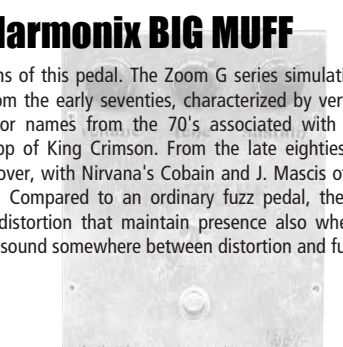 Harmonix BIG MUFF
ns of this pedal. The Zoom G series simulati
om the early seventies, characterized by ver
or names from the 70's associated with
pp of King Crimson. From the late eighties
over, with Nirvana's Cobain and J. Mascis o
Compared to an ordinary fuzz pedal, the
distortion that maintain presence also whe
sound somewhere between distortion and fu